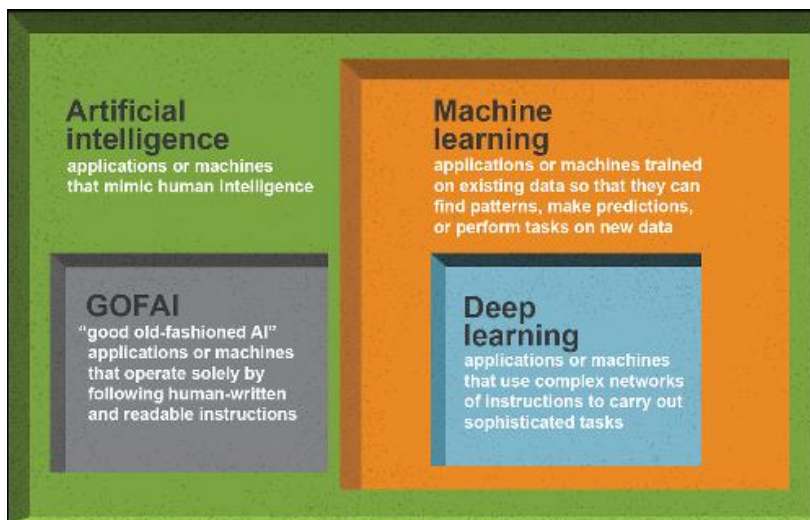 Artificial
intelligence
applications or machines
that mimic human intelligence
Machine
learning
applications or machines trained
on existing data so that they can
find patterns, make predictions,
or perform tasks on new data
GOFAI
“good old-fashioned AI”
applications or machines
that operate solely by
following human-written
and readable instructions
Deep
learning
applications or machines
that use complex networks
of instructions to carry out
sophisticated tasks